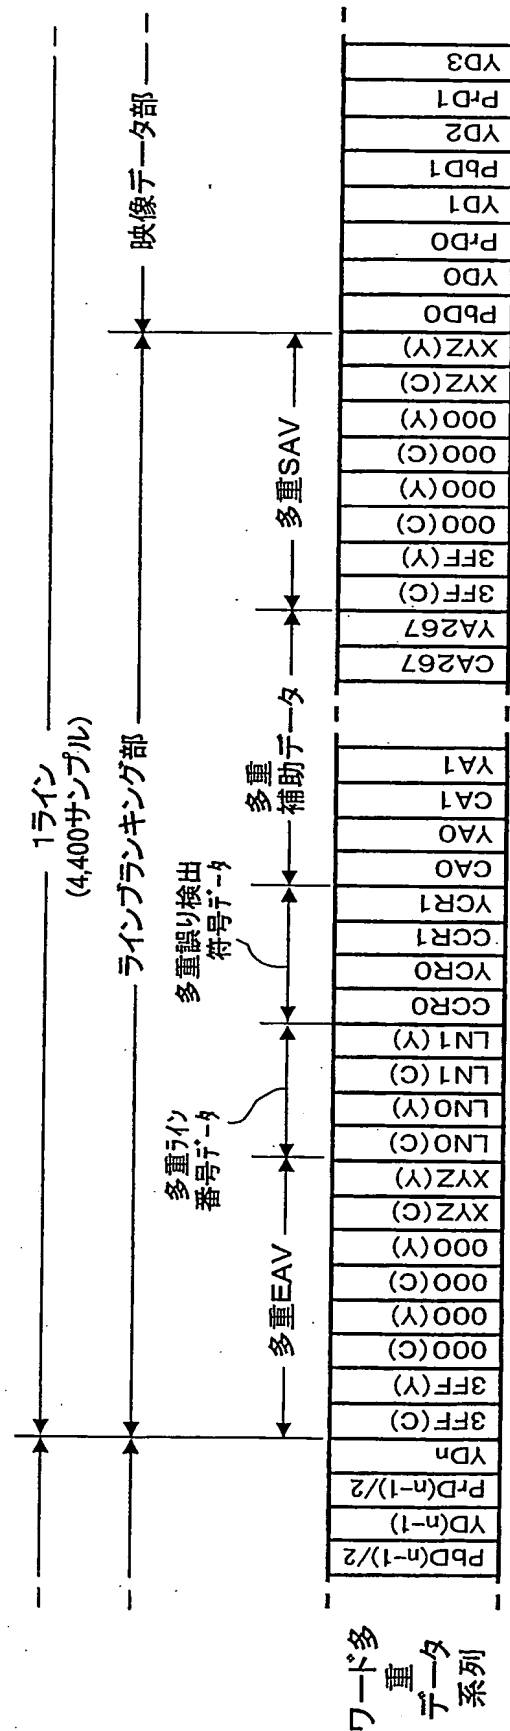 1ライン
(4,400サンプル)
ラインブランキング部
映像データ部
多重EAV
多重ライン
番号データ
多重誤り検出
符号データ
多重
補助データ
多重SAV
ワード多
重
データ
系列
PbD(n-1)/2
YD(n-1)
PrD(n-1)/2
YDn
3FF(C)
3FF(Y)
000(C)
000(Y)
000(C)
000(Y)
XYZ(C)
XYZ(Y)
LN0(C)
LN0(Y)
LN1(C)
LN1(Y)
CCR0
YCR0
CCR1
YCR1
CA0
YA0
CA1
YA1
CA267
YA267
3FF(C)
3FF(Y)
000(C)
000(Y)
000(C)
000(Y)
XYZ(C)
XYZ(Y)
PbD0
YD0
PrD0
YD1
PbD1
YD2
PrD1
YD3